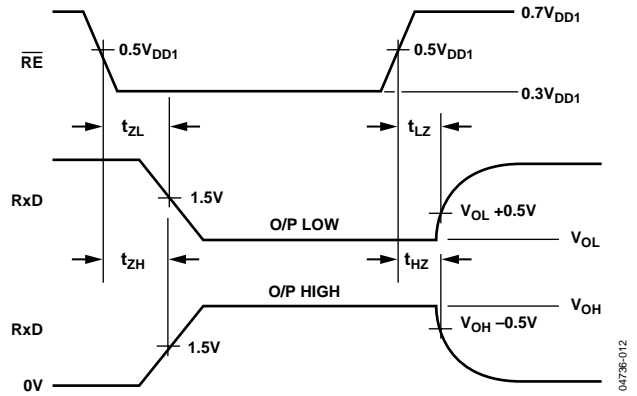 0.7VDD1
RE
0.5VDD1
0.5VDD1
0.3VDD1
tZL
tLZ
RxD
1.5V
VOL +0.5V
O/P LOW
VOL
tZH
tHZ
O/P HIGH
VOH
RxD
1.5V
VOH –0.5V
0V
04736-012